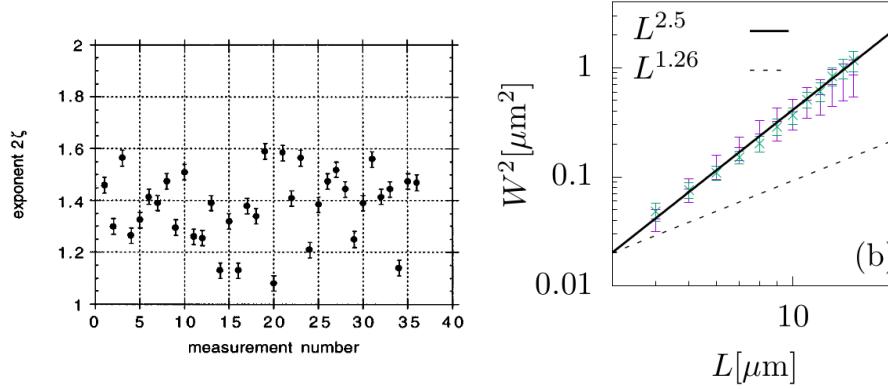 2
1.8
1.6
1.4
1.2
1
exponent 2ζ
0 5 10 15 20 25 30 35 40
measurement number
L^2.5
L^1.26
1
0.1
0.01
W^2[μm^2]
(b)
10
L[μm]